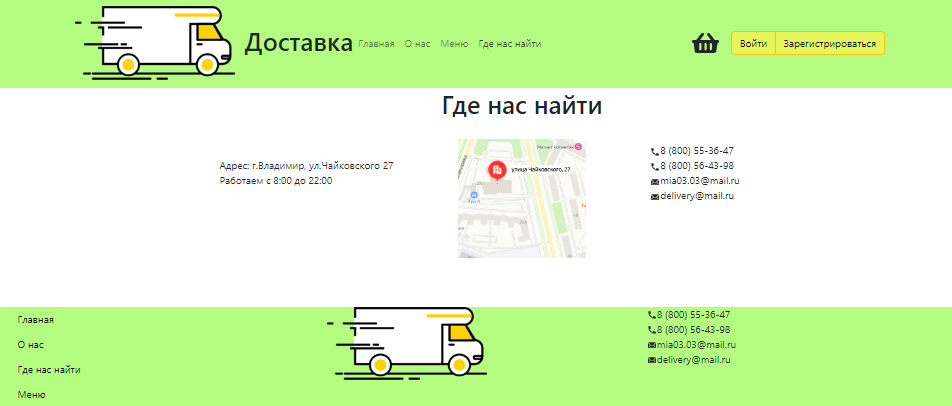 Доставка
Главная О нас Меню Где нас найти
Войти Зарегистрироваться
Где нас найти
Адрес: г.Владимир, ул.Чайковского 27
Работаем с 8:00 до 22:00
улица Чайковского, 27
25А
8 (800) 55-36-47
8 (800) 56-43-98
mia03.03@mail.ru
delivery@mail.ru
Главная
О нас
Где нас найти
Меню
8 (800) 55-36-47
8 (800) 56-43-98
mia03.03@mail.ru
delivery@mail.ru